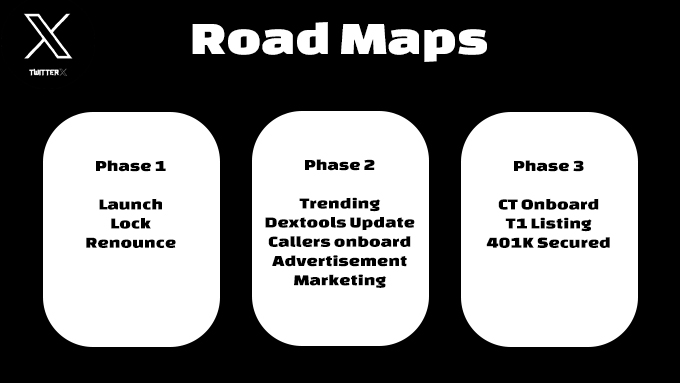 Road Maps
TWITTER X
Phase 1
Launch
Lock
Renounce
Phase 2
Trending
Dextools Update
Callers onboard
Advertisement
Marketing
Phase 3
CT Onboard
T1 Listing
401K Secured